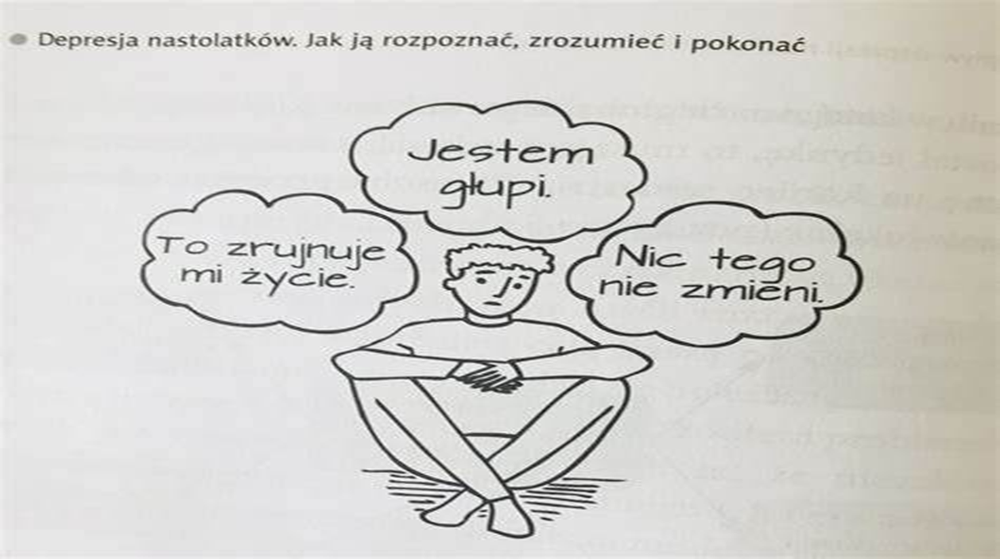 Depresja nastolatków. Jak ją rozpoznać, zrozumieć i pokonać
Jestem
głupi.
To zrujnuje
mi życie.
Nic tego
nie zmieni.